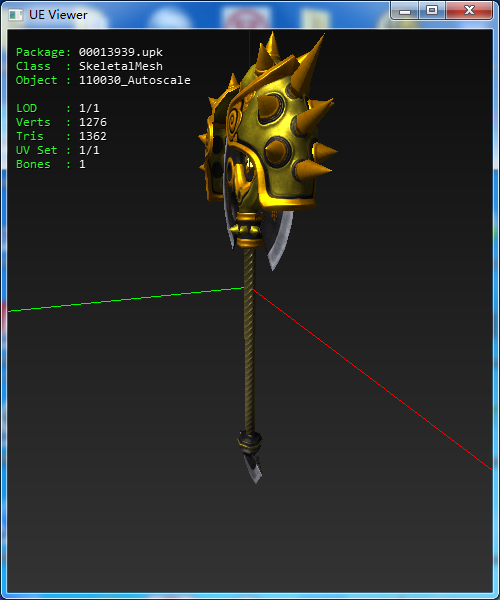 UE Viewer
Package: 00013939.upk
Class  : SkeletalMesh
Object : 110030_Autoscale
LOD    : 1/1
Verts  : 1276
Tris   : 1362
UV Set : 1/1
Bones  : 1